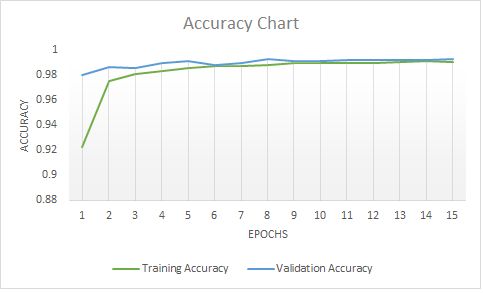 Accuracy Chart
1
0.98
0.96
0.94
0.92
0.9
0.88
ACCURACY
1 2 3 4 5 6 7 8 9 10 11 12 13 14 15
EPOCHS
Training Accuracy Validation Accuracy